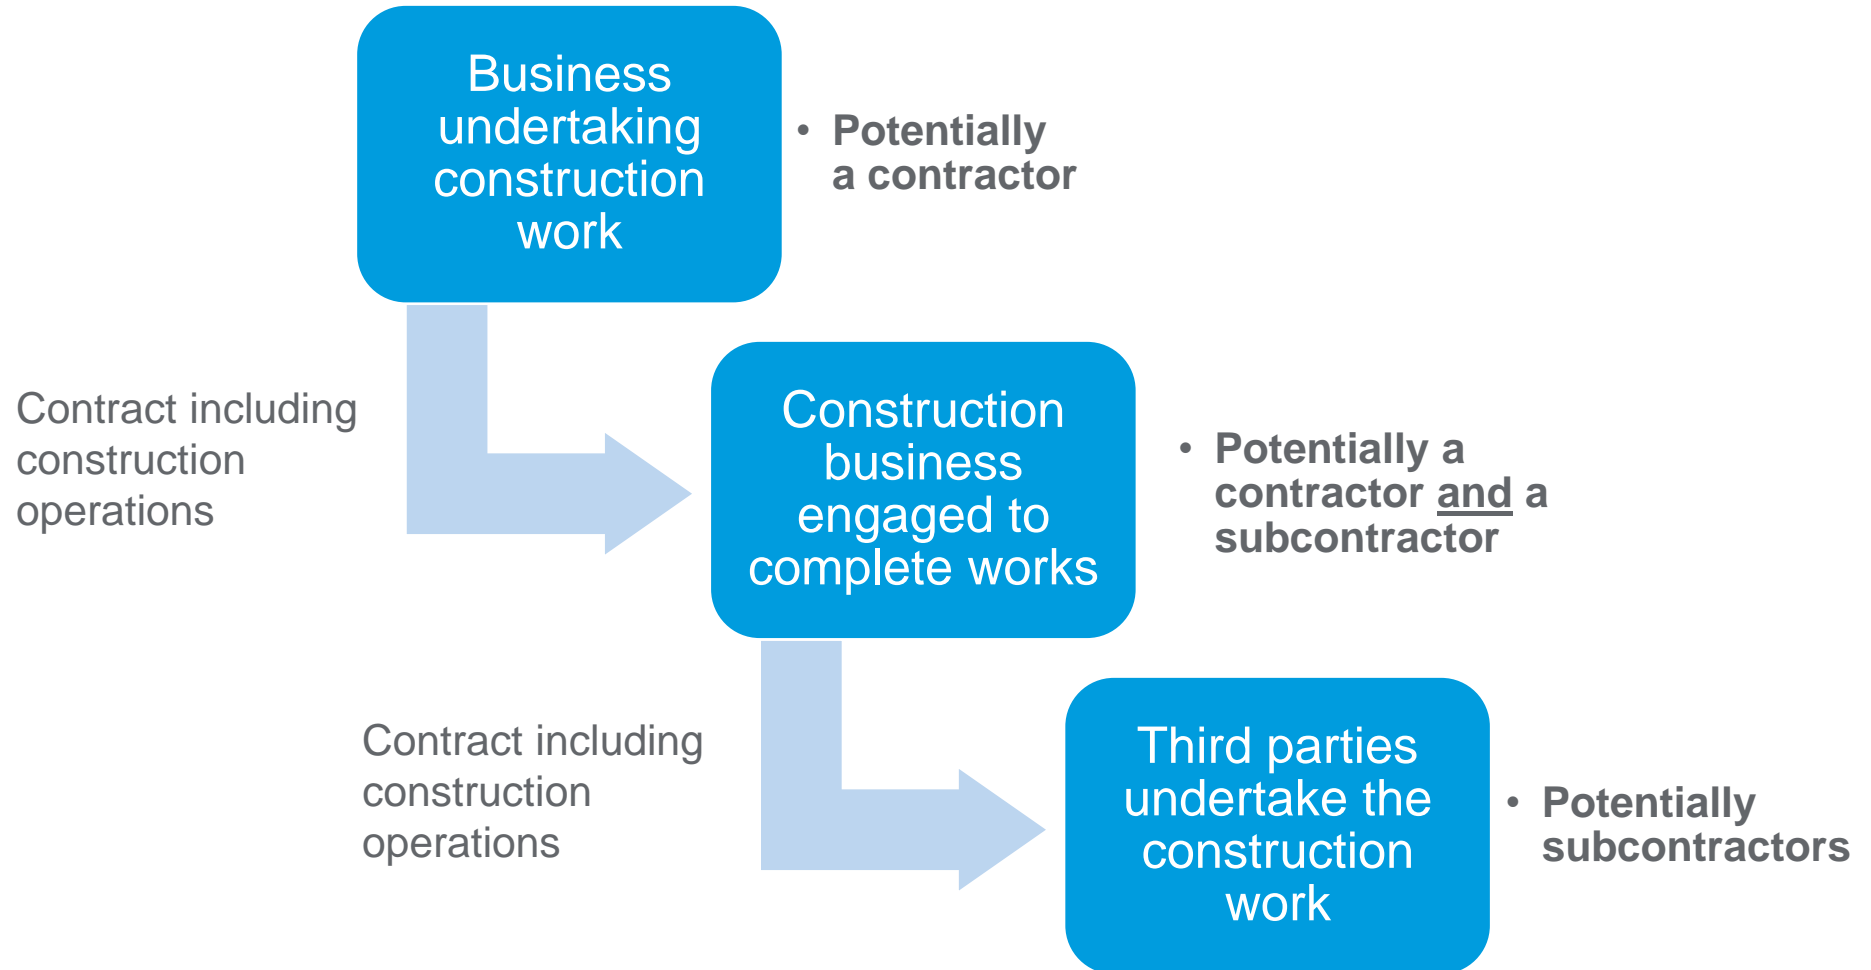 Business
undertaking
construction
work
• Potentially
a contractor
Contract including
construction
operations
Construction
business
engaged to
complete works
• Potentially a
contractor and a
subcontractor
Contract including
construction
operations
Third parties
undertake the
construction
work
• Potentially
subcontractors